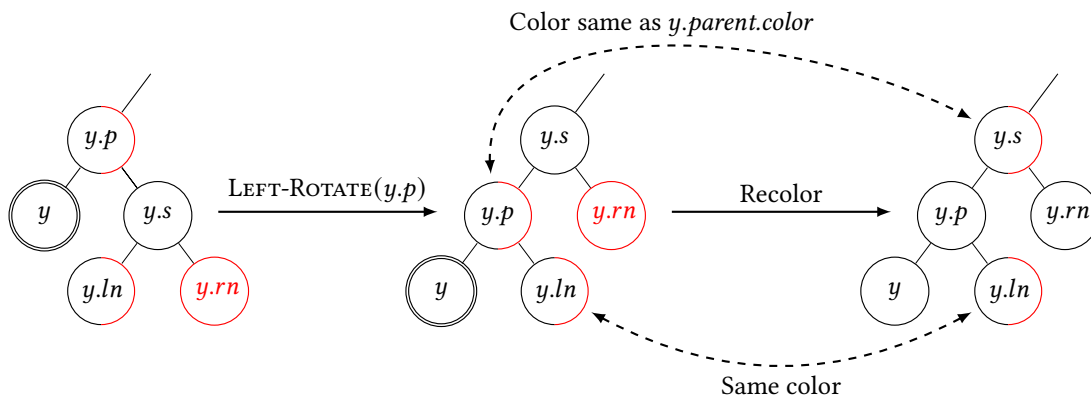 Color same as y.parent.color
y.p
y
y.s
y.ln
y.rn
LEFT-ROTATE(y.p)
y.s
y.p
y.rn
y
y.ln
Recolor
y.s
y.p
y.rn
y
y.ln
Same color